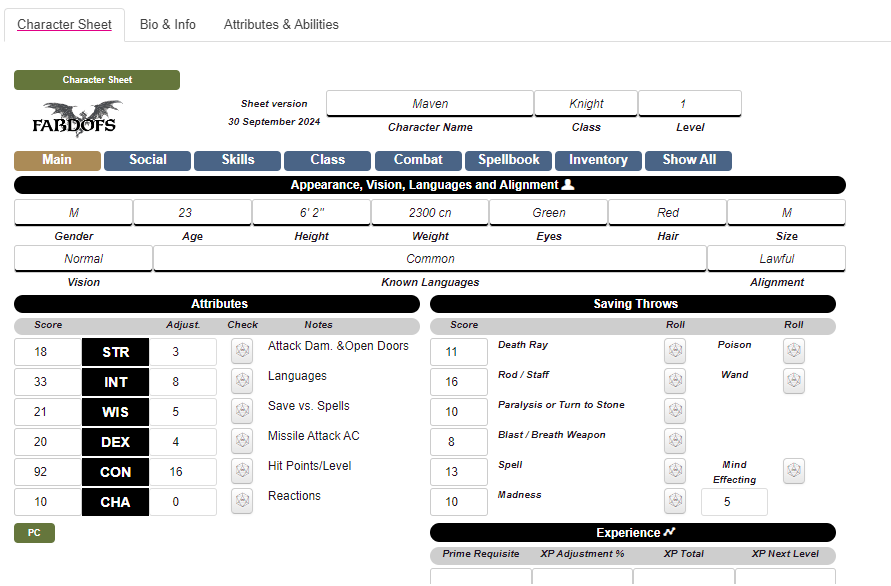 Character Sheet Bio & Info Attributes & Abilities
Character Sheet
FABDOFS
Sheet version
30 September 2024
Maven Knight 1
Character Name Class Level
Main Social Skills Class Combat Spellbook Inventory Show All
Appearance, Vision, Languages and Alignment
M 23 6' 2" 2300 cn Green Red M
Gender Age Height Weight Eyes Hair Size
Normal Common Lawful
Vision Known Languages Alignment
Attributes
Score Adjust. Check Notes
18 STR 3 Attack Dam. &Open Doors
33 INT 8 Languages
21 WIS 5 Save vs. Spells
20 DEX 4 Missile Attack AC
92 CON 16 Hit Points/Level
10 CHA 0 Reactions
PC
Saving Throws
Score Roll Roll
11 Death Ray Poison
16 Rod / Staff Wand
10 Paralysis or Turn to Stone
8 Blast / Breath Weapon
13 Spell Mind Effecting
10 Madness 5
Experience
Prime Requisite XP Adjustment % XP Total XP Next Level